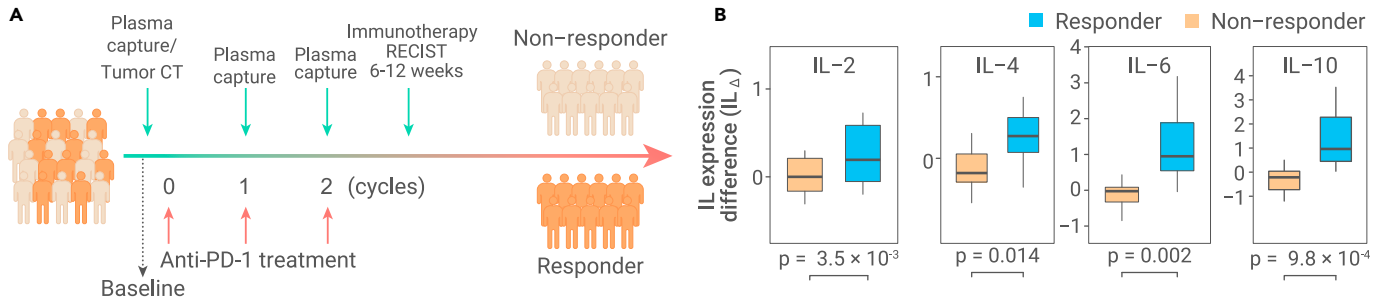 A
Plasma
capture/
Tumor CT
Plasma
capture
Plasma
capture
Immunotherapy
RECIST
6-12 weeks
Non−responder
0
1
2
(cycles)
Anti-PD-1 treatment
Baseline
Responder
B
Responder
Non−responder
IL expression
difference (IL Δ)
IL−2
1
0
p = 3.5 × 10⁻³
IL−4
1
0
p = 0.014
IL−6
4
3
2
1
0
−1
p = 0.002
IL−10
4
3
2
1
0
−1
p = 9.8 × 10⁻⁴